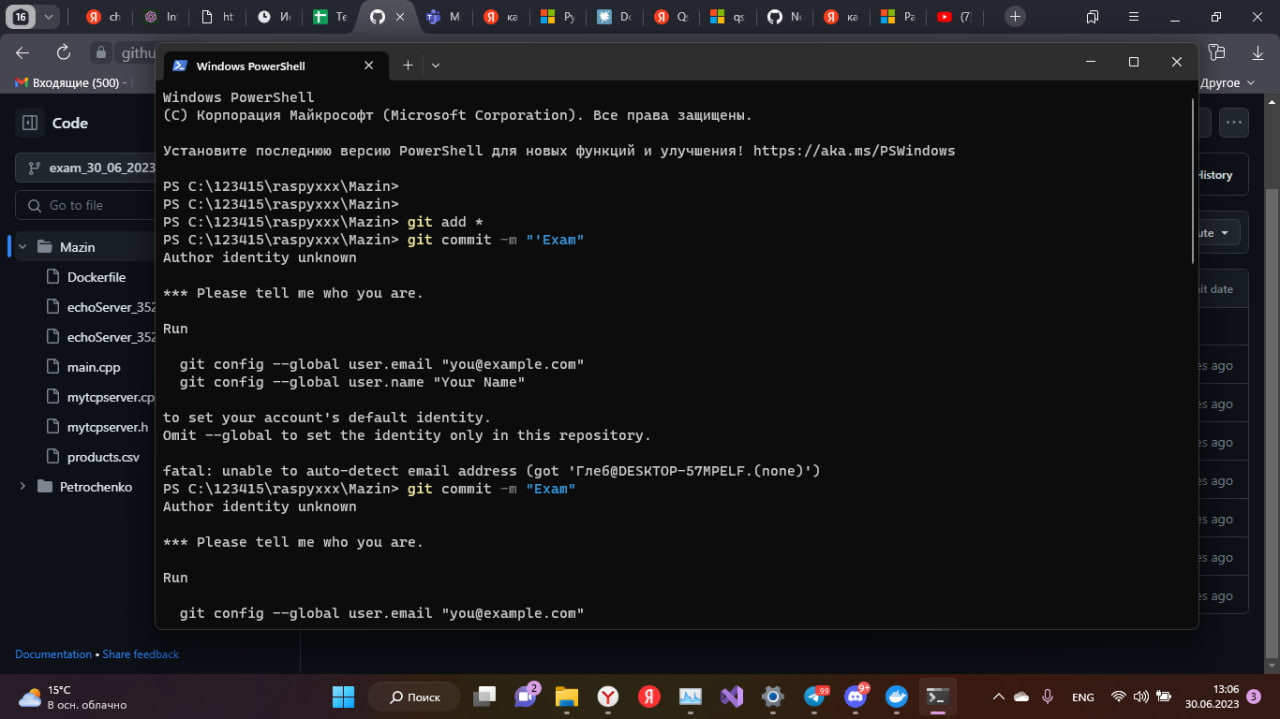 16
ch
In
ht
Ис
Те
М
ка
Ру
Do
Qs
qs
Ne
ка
Pa
(7)
githu
Входящие (500) -
Другое
Windows PowerShell
Windows PowerShell
(C) Корпорация Майкрософт (Microsoft Corporation). Все права защищены.
Установите последнюю версию PowerShell для новых функций и улучшения! https://aka.ms/PSWindows
PS C:\123415\raspyxxx\Mazin>
PS C:\123415\raspyxxx\Mazin>
PS C:\123415\raspyxxx\Mazin> git add *
PS C:\123415\raspyxxx\Mazin> git commit -m "'Exam"
Author identity unknown
*** Please tell me who you are.
Run
git config --global user.email "you@example.com"
git config --global user.name "Your Name"
to set your account's default identity.
Omit --global to set the identity only in this repository.
fatal: unable to auto-detect email address (got 'Глеб@DESKTOP-57MPELF.(none)')
PS C:\123415\raspyxxx\Mazin> git commit -m "Exam"
Author identity unknown
*** Please tell me who you are.
Run
git config --global user.email "you@example.com"
Code
exam_30_06_2023
Go to file
Mazin
Dockerfile
echoServer_352
echoServer_352
main.cpp
mytcpserver.cp
mytcpserver.h
products.csv
Petrochenko
Documentation • Share feedback
History
ute
it date
es ago
es ago
es ago
es ago
es ago
es ago
es ago
15°C
В осн. облачно
Поиск
2
99
9+
ENG
13:06
30.06.2023
3